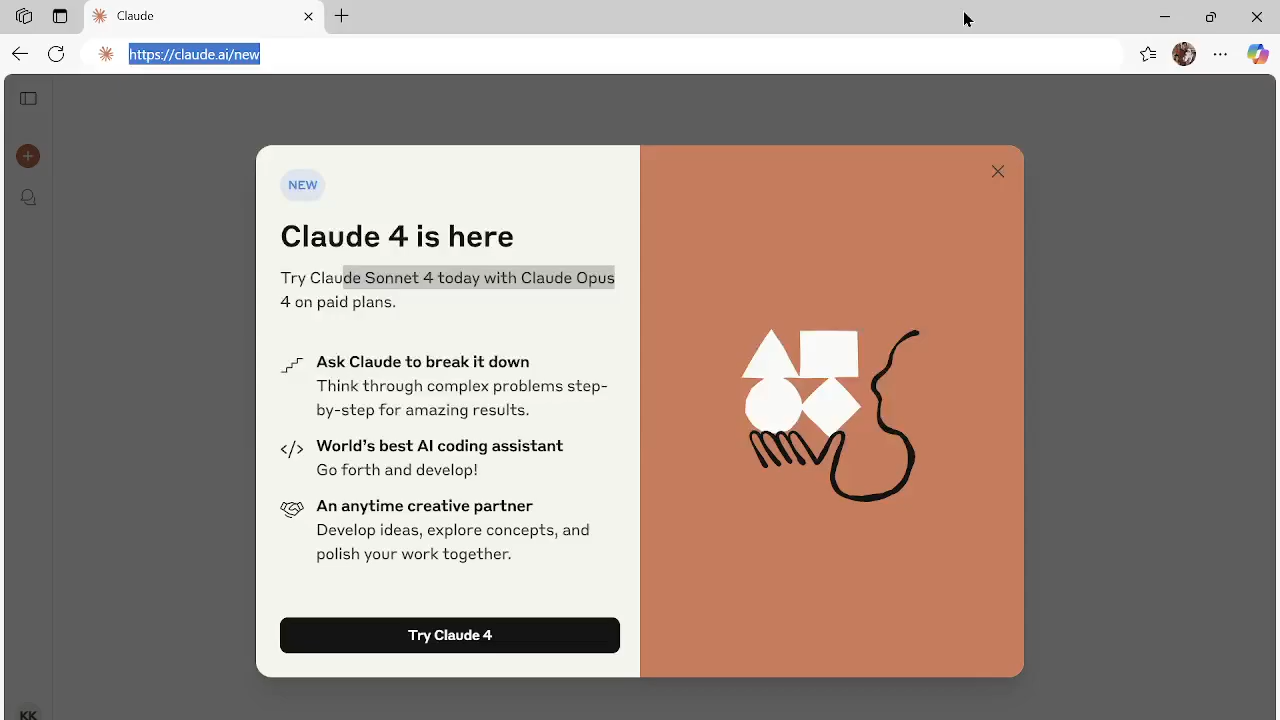 Claude
https://claude.ai/new
NEW
Claude 4 is here
Try Claude Sonnet 4 today with Claude Opus
4 on paid plans.
Ask Claude to break it down
Think through complex problems step-
by-step for amazing results.
World's best AI coding assistant
Go forth and develop!
An anytime creative partner
Develop ideas, explore concepts, and
polish your work together.
Try Claude 4
KK